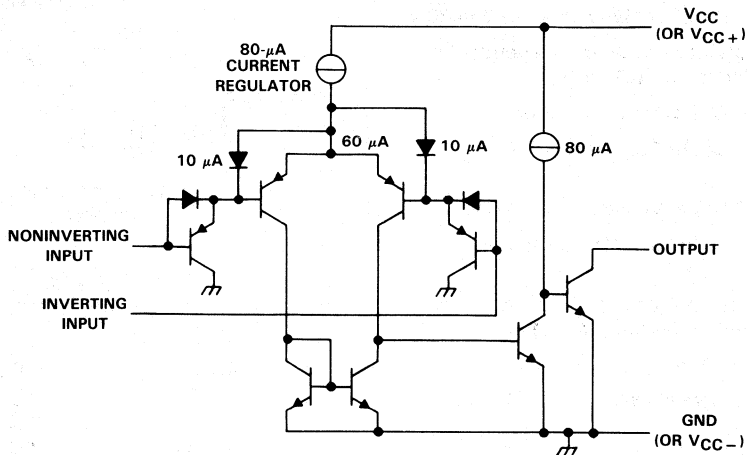 VCC
(OR VCC+)
80-μA
CURRENT
REGULATOR
60 μA
10 μA
10 μA
80 μA
NONINVERTING
INPUT
OUTPUT
INVERTING
INPUT
GND
(OR VCC−)